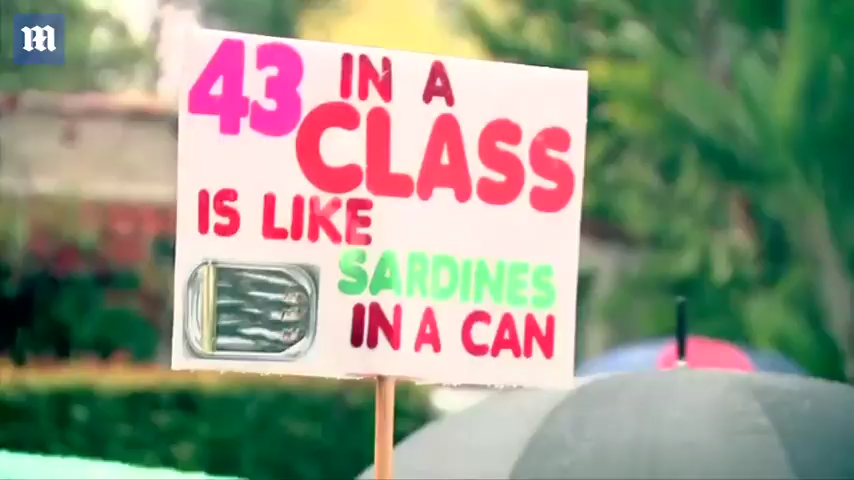 m
43 IN A
CLASS
IS LIKE
SARDINES
IN A CAN